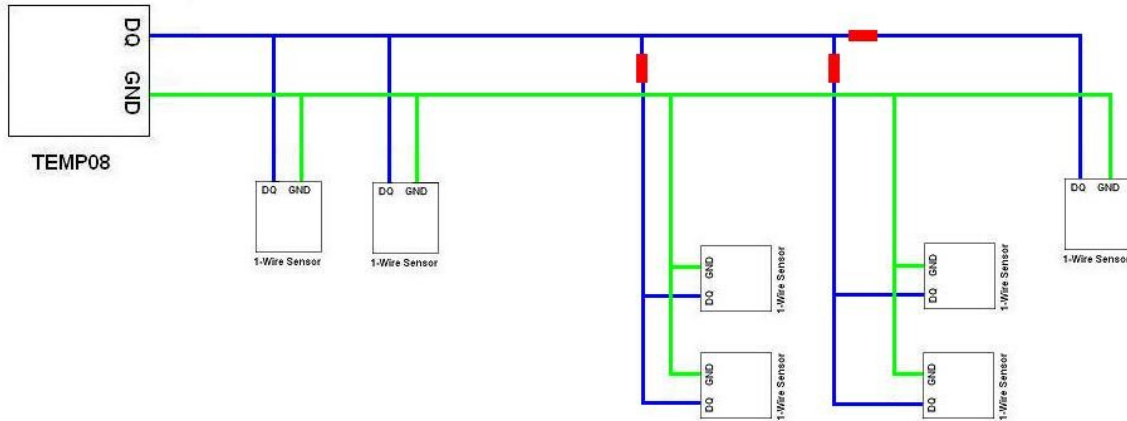 DQ
GND
TEMP08
DQ GND
1-Wire Sensor
DQ GND
1-Wire Sensor
GND
DQ
1-Wire Sensor
GND
DQ
1-Wire Sensor
GND
DQ
1-Wire Sensor
GND
DQ
1-Wire Sensor
DQ GND
1-Wire Sensor